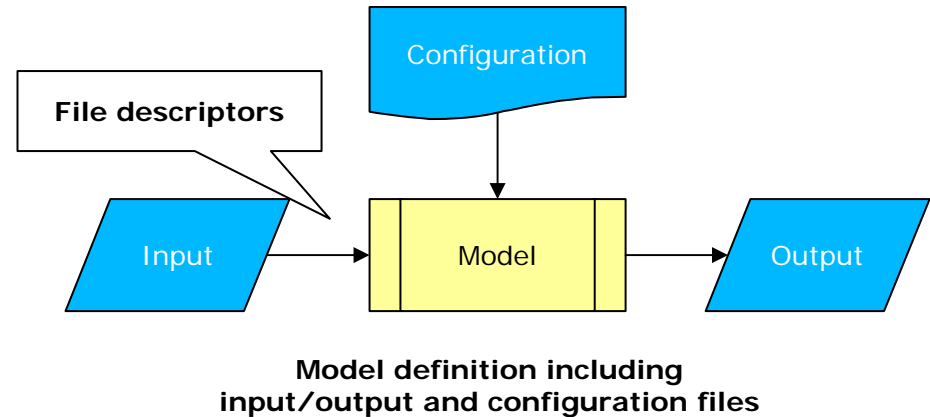 Configuration
File descriptors
Input
Model
Output
Model definition including
input/output and configuration files